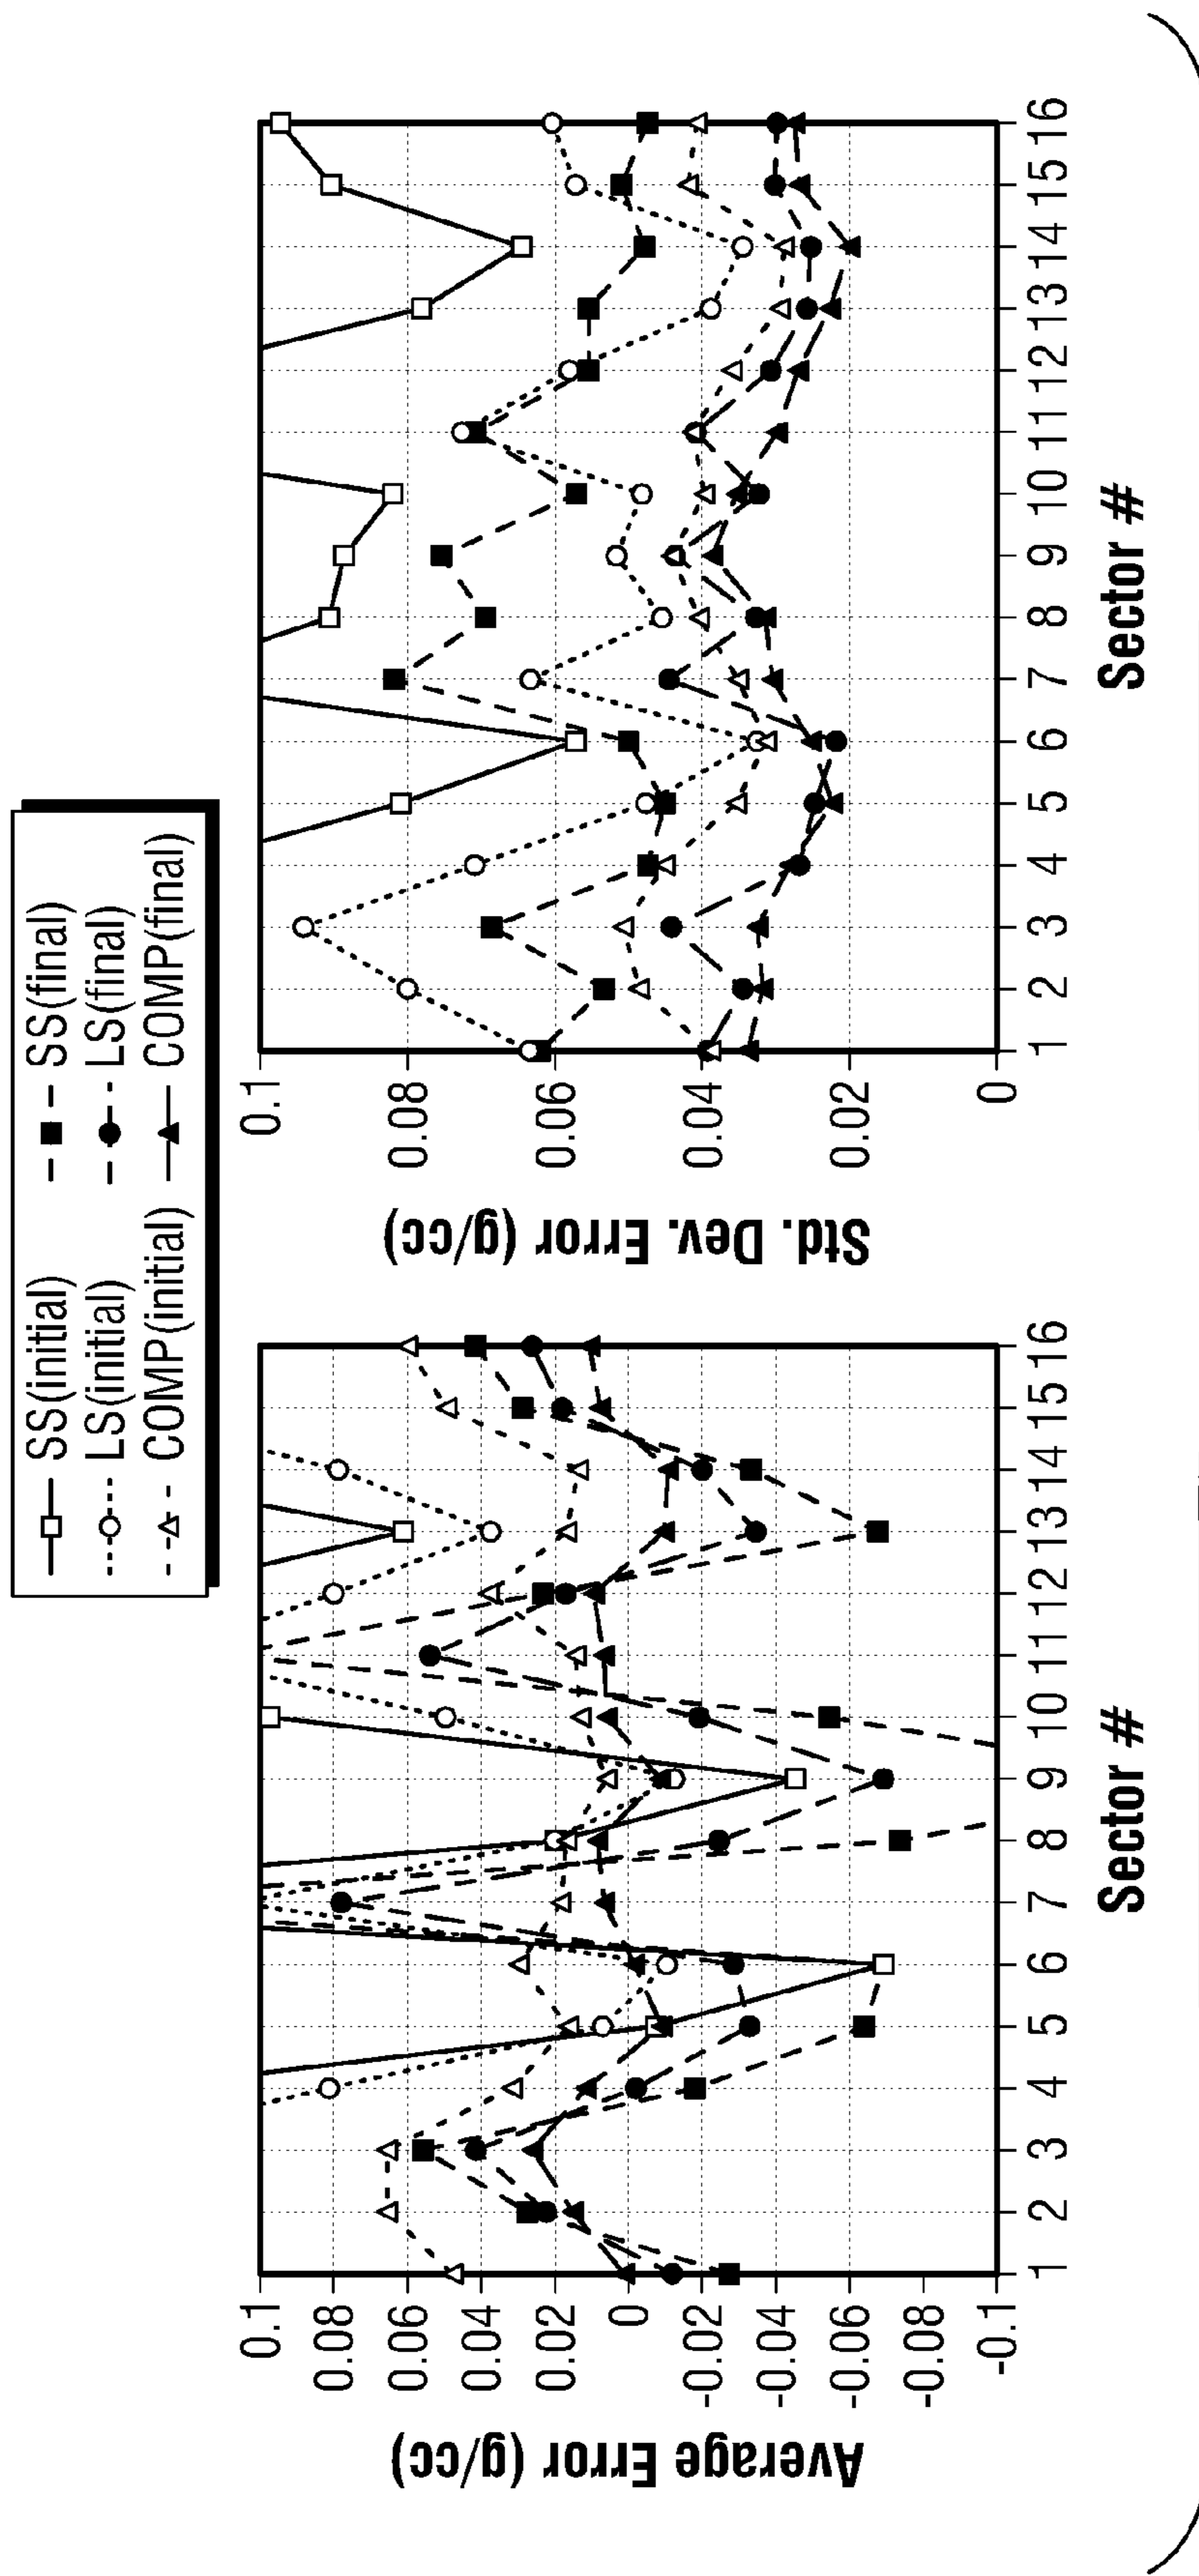 SS(initial) SS(final)
LS(initial) LS(final)
COMP(initial) COMP(final)
Average Error (g/cc)
0.1
0.08
0.06
0.04
0.02
0
-0.02
-0.04
-0.06
-0.08
-0.1
1 2 3 4 5 6 7 8 9 10 11 12 13 14 15 16
Sector #
Std. Dev. Error (g/cc)
0.1
0.08
0.06
0.04
0.02
0
1 2 3 4 5 6 7 8 9 10 11 12 13 14 15 16
Sector #